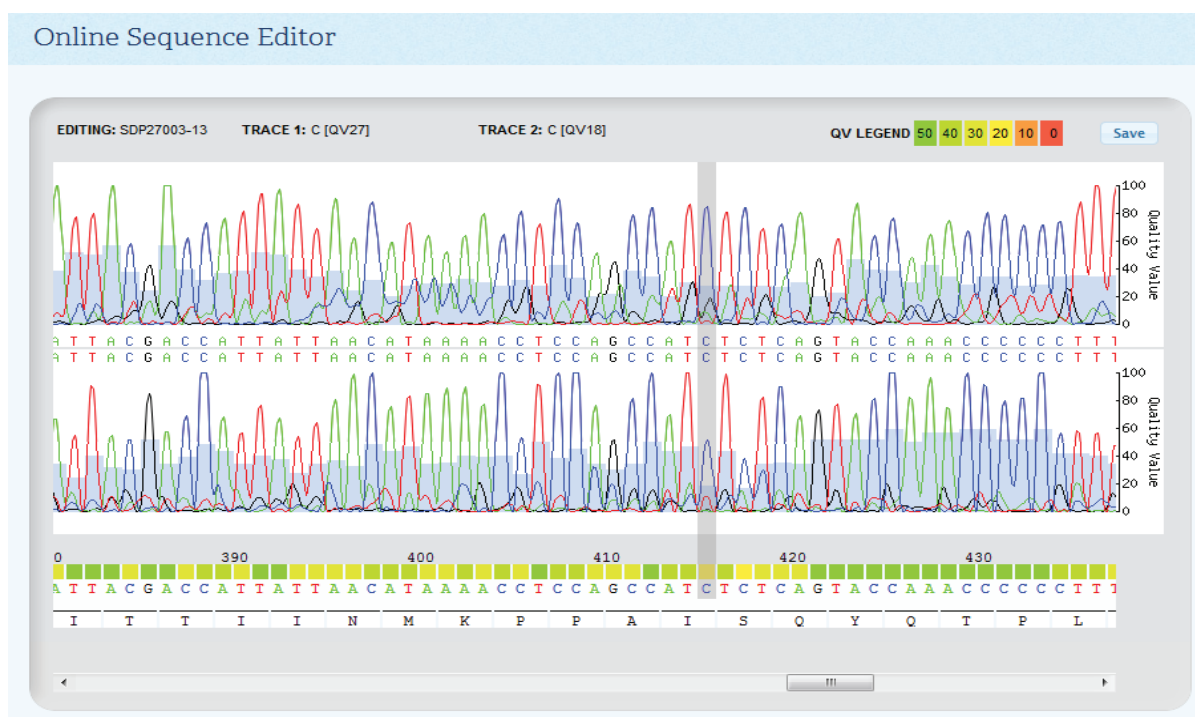 Online Sequence Editor
EDITING: SDP27003-13 TRACE 1: C [QV27] TRACE 2: C [QV18] QV LEGEND 50 40 30 20 10 0 Save
100
80
60
40
20
0
Quality Value
A T T A C G A C C A T T A T T A A C A T A A A A C C T C C A G C C A T C T C T C A G T A C C A A A C C C C C C T T T
A T T A C G A C C A T T A T T A A C A T A A A A C C T C C A G C C A T C T C T C A G T A C C A A A C C C C C C T T T
100
80
60
40
20
0
Quality Value
0 390 400 410 420 430
A T T A C G A C C A T T A T T A A C A T A A A A C C T C C A G C C A T C T C T C A G T A C C A A A C C C C C C T T T
I T T I I N M K P P A I S Q Y Q T P L